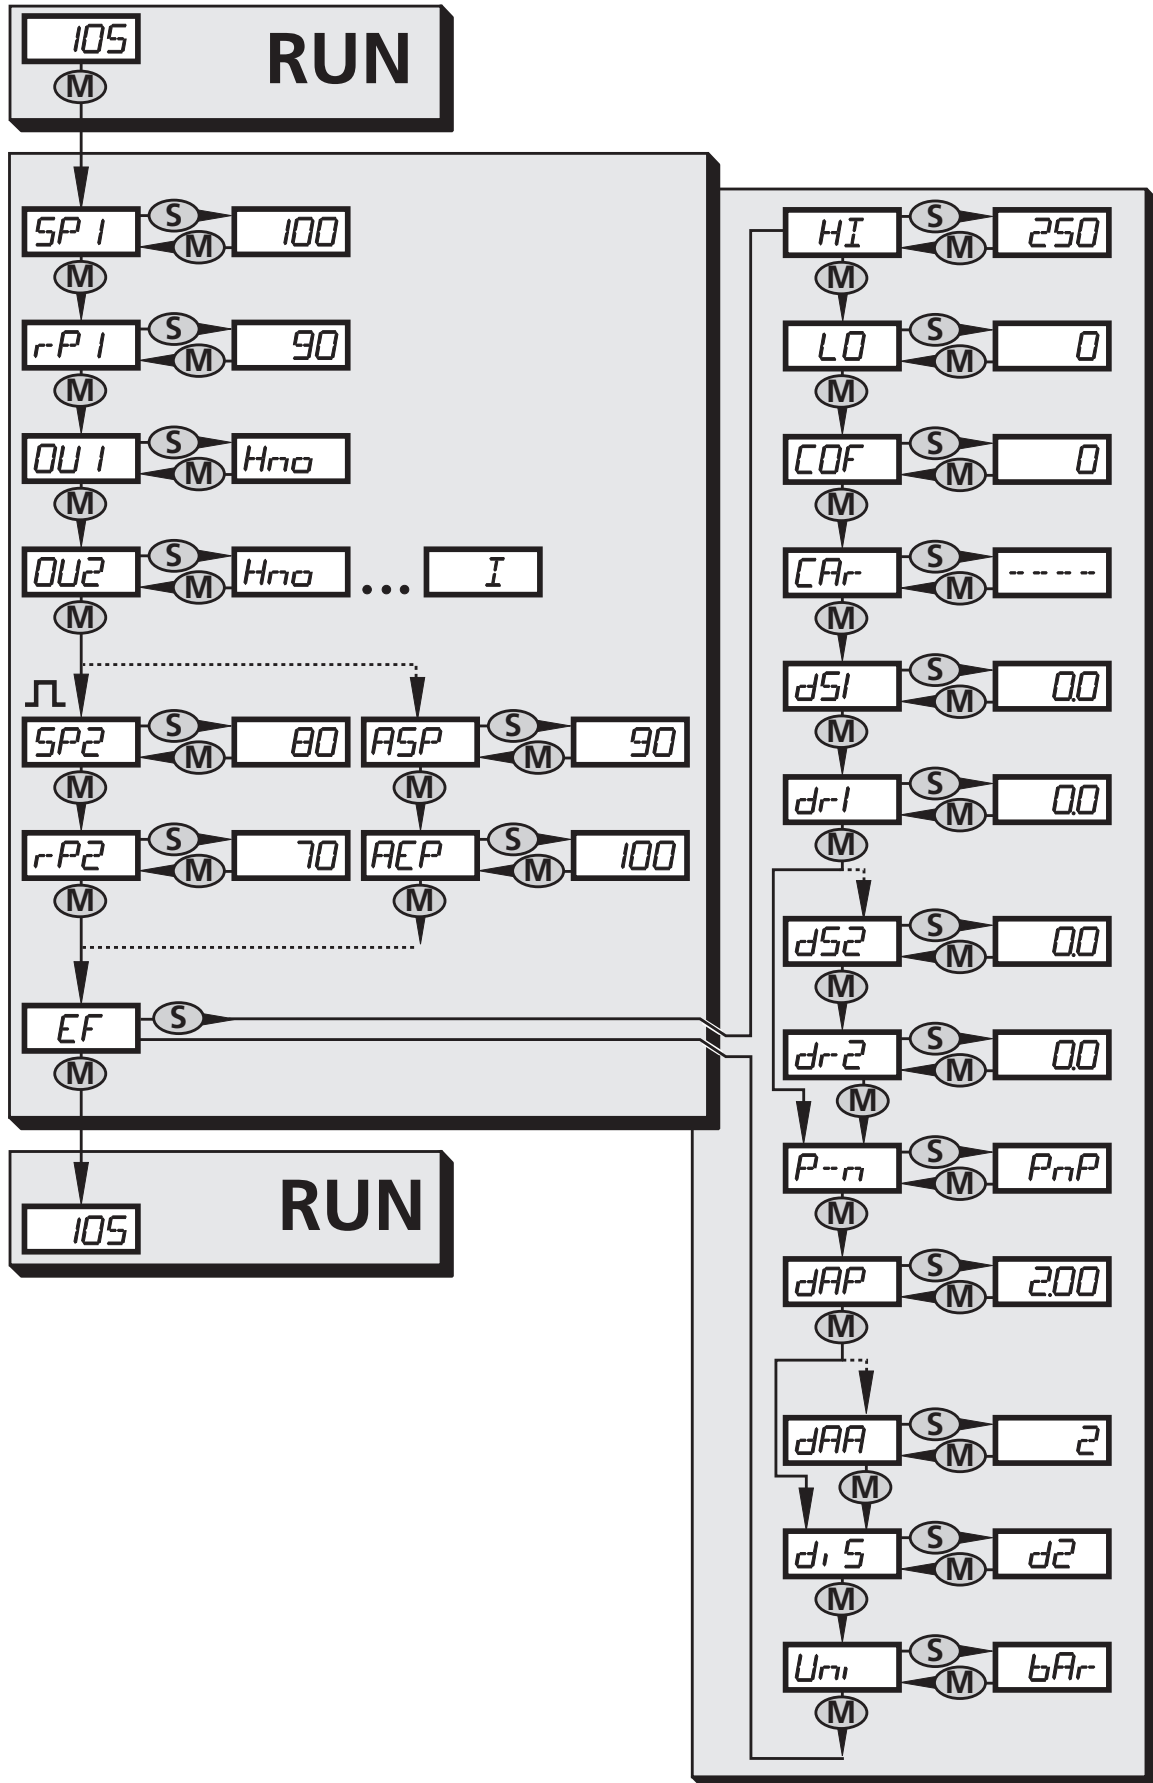 105
RUN
M
SP1 S 100
M
M
rP1 S 90
M
M
OU1 S Hno
M
M
OU2 S Hno ... I
M
M
SP2 S 80
M
M
rP2 S 70
M
M
ASP S 90
M
M
AEP S 100
M
M
EF S
M
RUN
105
HI S 250
M
M
LO S 0
M
M
COF S 0
M
M
CAr S ----
M
M
dS1 S 0.0
M
M
dr1 S 0.0
M
M
dS2 S 0.0
M
M
dr2 S 0.0
M
M
P-n S PnP
M
M
dAP S 2.00
M
M
dAA S 2
M
M
diS S d2
M
M
Uni S bAr
M
M